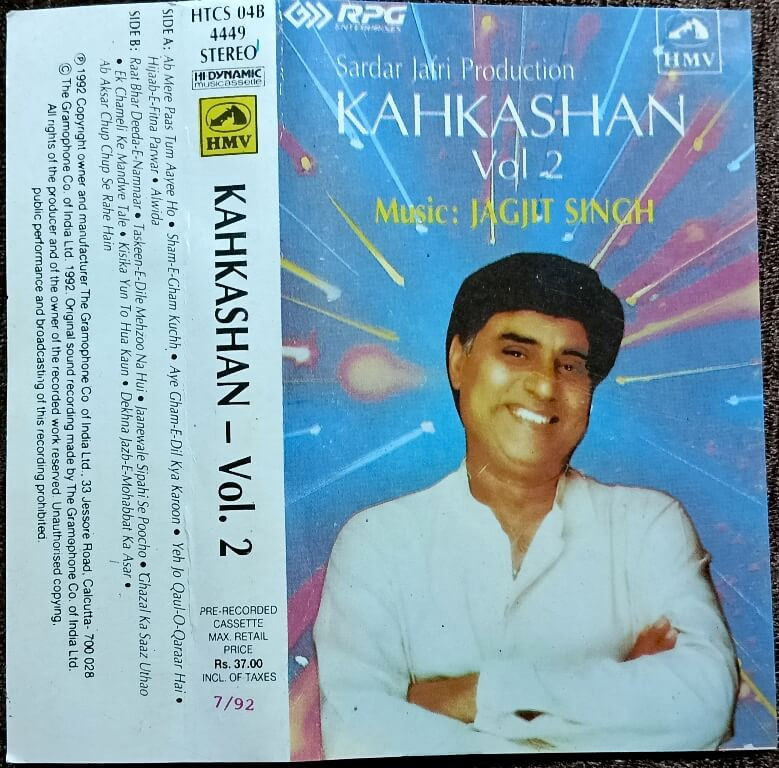 RPG
ENTERPRISES
HMV
Sardar Jafri Production
KAHKASHAN
Vol 2
Music: JAGJIT SINGH
HTCS 04B
4449
STEREO
HI DYNAMIC
musicassette
HMV
KAHKASHAN – Vol. 2
PRE-RECORDED
CASSETTE
MAX. RETAIL
PRICE
Rs. 37.00
INCL. OF TAXES
7/92
SIDE A: Ab Mere Paas Tum Aayee Ho • Sham-E-Gham Kuchh • Aye Gham-E-Dil Kya Karoon • Yeh Jo Qaul-O-Qaraar Hai •
Hijaab-E-Fitna Parwar • Alwida
SIDE B: Raat Bhar Deeda-E-Namnaar • Taskeen-E-Dile Mehzoo Na Hui • Jaanewale Sipahi Se Poocho • Ghazal Ka Saaz Uthao
• Ek Chameli Ke Mandwe Tale • Kisika Yun To Hua Kaun • Dekhna Jazb-E-Mohabbat Ka Asar •
Ab Aksar Chup Chup Se Rahe Hain
℗ 1992 Copyright owner and manufacturer The Gramophone Co. of India Ltd., 33 Jessore Road, Calcutta- 700 028
© The Gramophone Co. of India Ltd. 1992. Original sound recording made by The Gramophone Co. of India Ltd.
All rights of the producer and of the owner of the recorded work reserved. Unauthorised copying,
public performance and broadcasting of this recording prohibited.